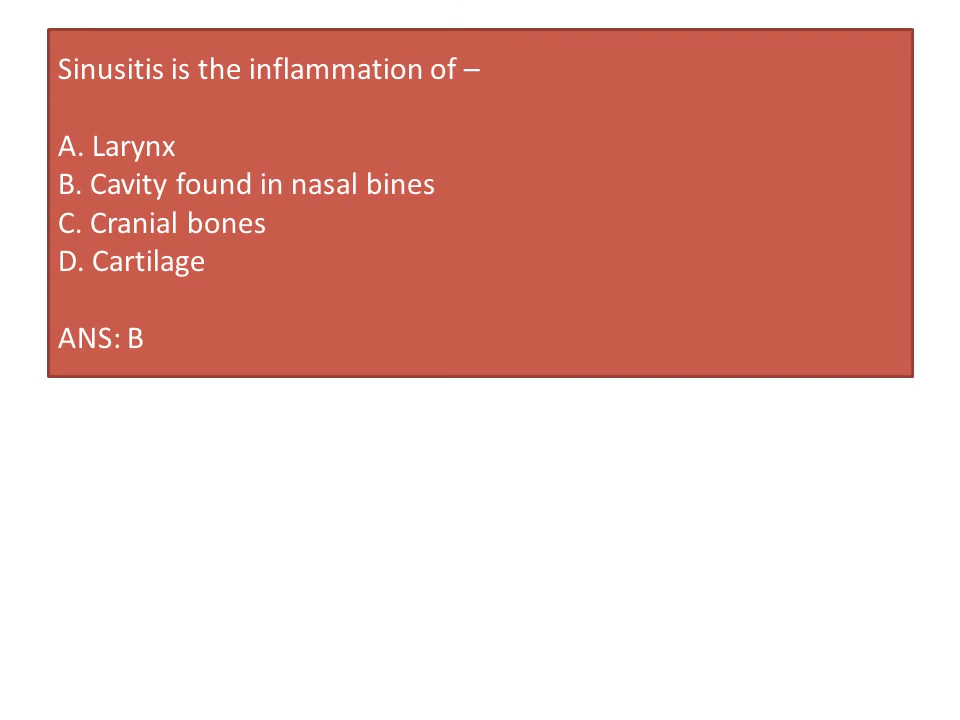 Sinusitis is the inflammation of –
A. Larynx
B. Cavity found in nasal bines
C. Cranial bones
D. Cartilage
ANS: B